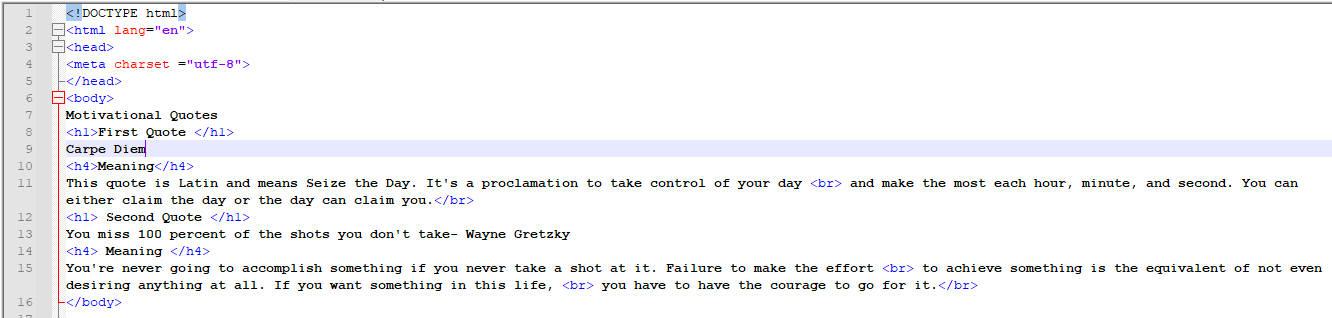 1 <!DOCTYPE html>
2 <html lang="en">
3 <head>
4 <meta charset ="utf-8">
5 </head>
6 <body>
7 Motivational Quotes
8 <h1>First Quote </h1>
9 Carpe Diem
10 <h4>Meaning</h4>
11 This quote is Latin and means Seize the Day. It's a proclamation to take control of your day <br> and make the most each hour, minute, and second. You can
either claim the day or the day can claim you.</br>
12 <h1> Second Quote </h1>
13 You miss 100 percent of the shots you don't take- Wayne Gretzky
14 <h4> Meaning </h4>
15 You're never going to accomplish something if you never take a shot at it. Failure to make the effort <br> to achieve something is the equivalent of not even
desiring anything at all. If you want something in this life, <br> you have to have the courage to go for it.</br>
16 </body>
17